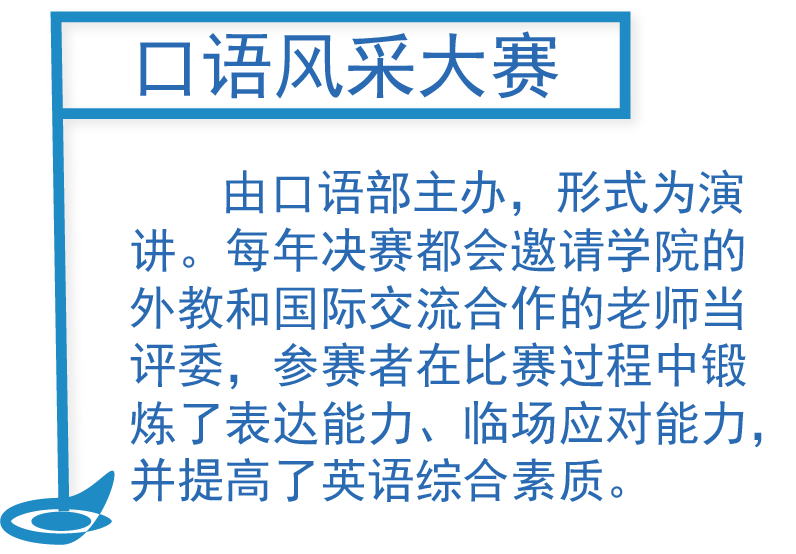 口语风采大赛
由口语部主办，形式为演
讲。每年决赛都会邀请学院的
外教和国际交流合作的老师当
评委，参赛者在比赛过程中锻
炼了表达能力、临场应对能力，
并提高了英语综合素质。